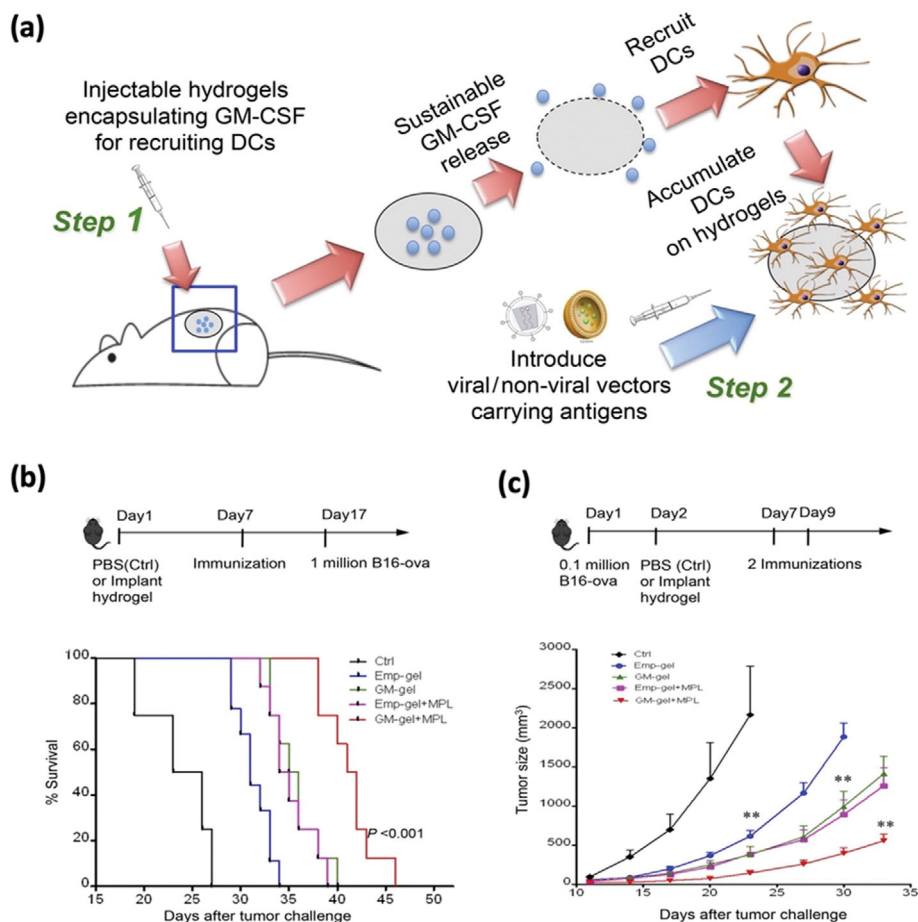 (a)
Injectable hydrogels
encapsulating GM-CSF
for recruiting DCs
Step 1
Sustainable
GM-CSF
release
Recruit
DCs
Accumulate
DCs
on hydrogels
Introduce
viral/non-viral vectors
carrying antigens
Step 2
(b)
Day1
Day7
Day17
PBS(Ctrl)
or Implant
hydrogel
Immunization
1 million B16-ova
% Survival
100
80
60
40
20
0
15 20 25 30 35 40 45 50
Ctrl
Emp-gel
GM-gel
Emp-gel+MPL
GM-gel+MPL
P <0.001
Days after tumor challenge
(c)
Day1
Day2
Day7
Day9
0.1 million
B16-ova
PBS (Ctrl)
or Implant
hydrogel
2 Immunizations
Tumor size (mm³)
3000
2500
2000
1500
1000
500
0
10 15 20 25 30 35
Ctrl
Emp-gel
GM-gel
Emp-gel+MPL
GM-gel+MPL
**
**
**
Days after tumor challenge